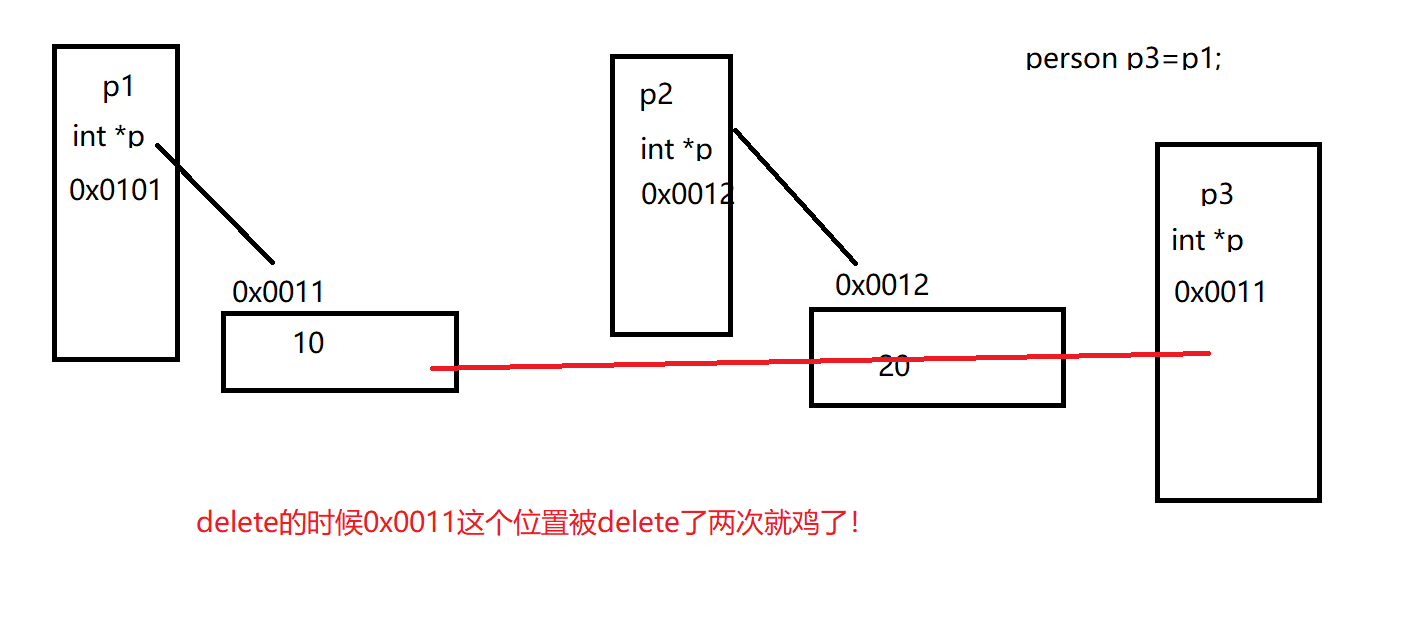 person p3=p1;
p1
int *p
0x0101
p2
int *p
0x0012
p3
int *p
0x0011
0x0011
10
0x0012
20
delete的时候0x0011这个位置被delete了两次就鸡了！